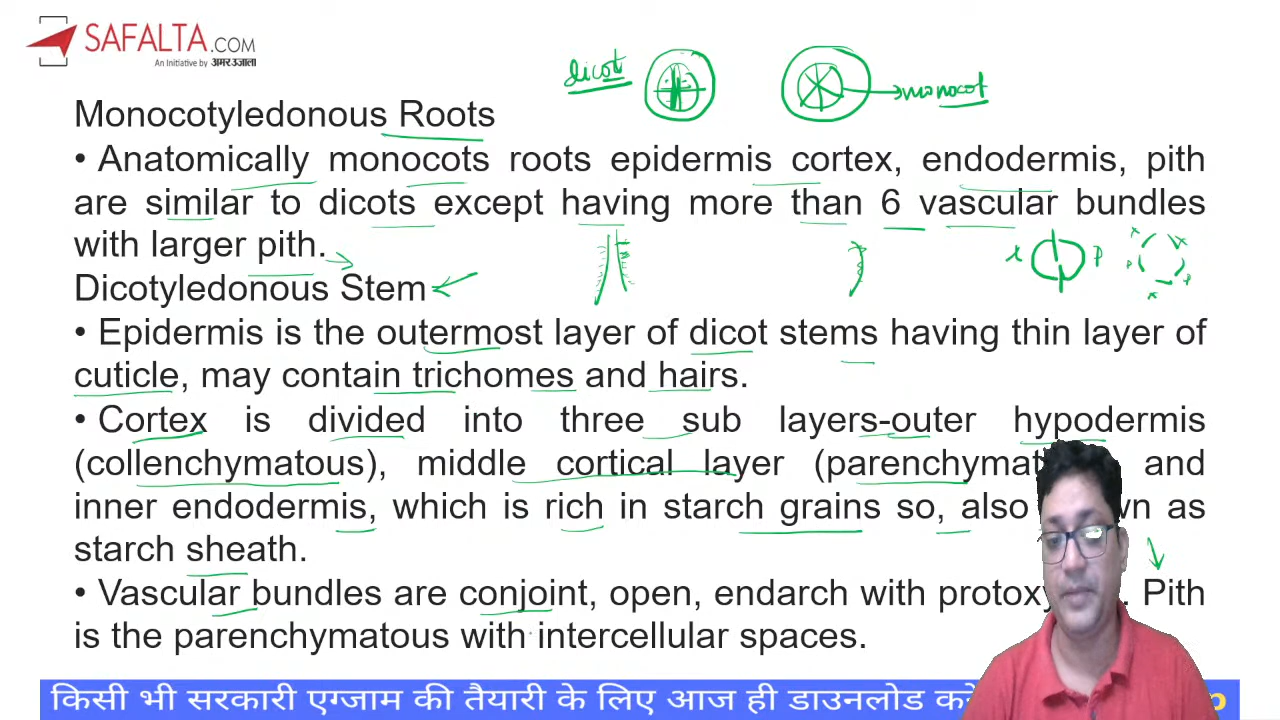 SAFALTA.COM
An Initiative by अमर उजाला
dicot
monocot
Monocotyledonous Roots
• Anatomically monocots roots epidermis cortex, endodermis, pith
are similar to dicots except having more than 6 vascular bundles
with larger pith.
Dicotyledonous Stem
• Epidermis is the outermost layer of dicot stems having thin layer of
cuticle, may contain trichomes and hairs.
• Cortex is divided into three sub layers-outer hypodermis
(collenchymatous), middle cortical layer and
inner endodermis, which is rich in starch grains so, also as
starch sheath.
• Vascular bundles are conjoint, open, endarch with Pith
is the parenchymatous with intercellular spaces.
किसी भी सरकारी एग्जाम की तैयारी के लिए आज ही डाउनलोड